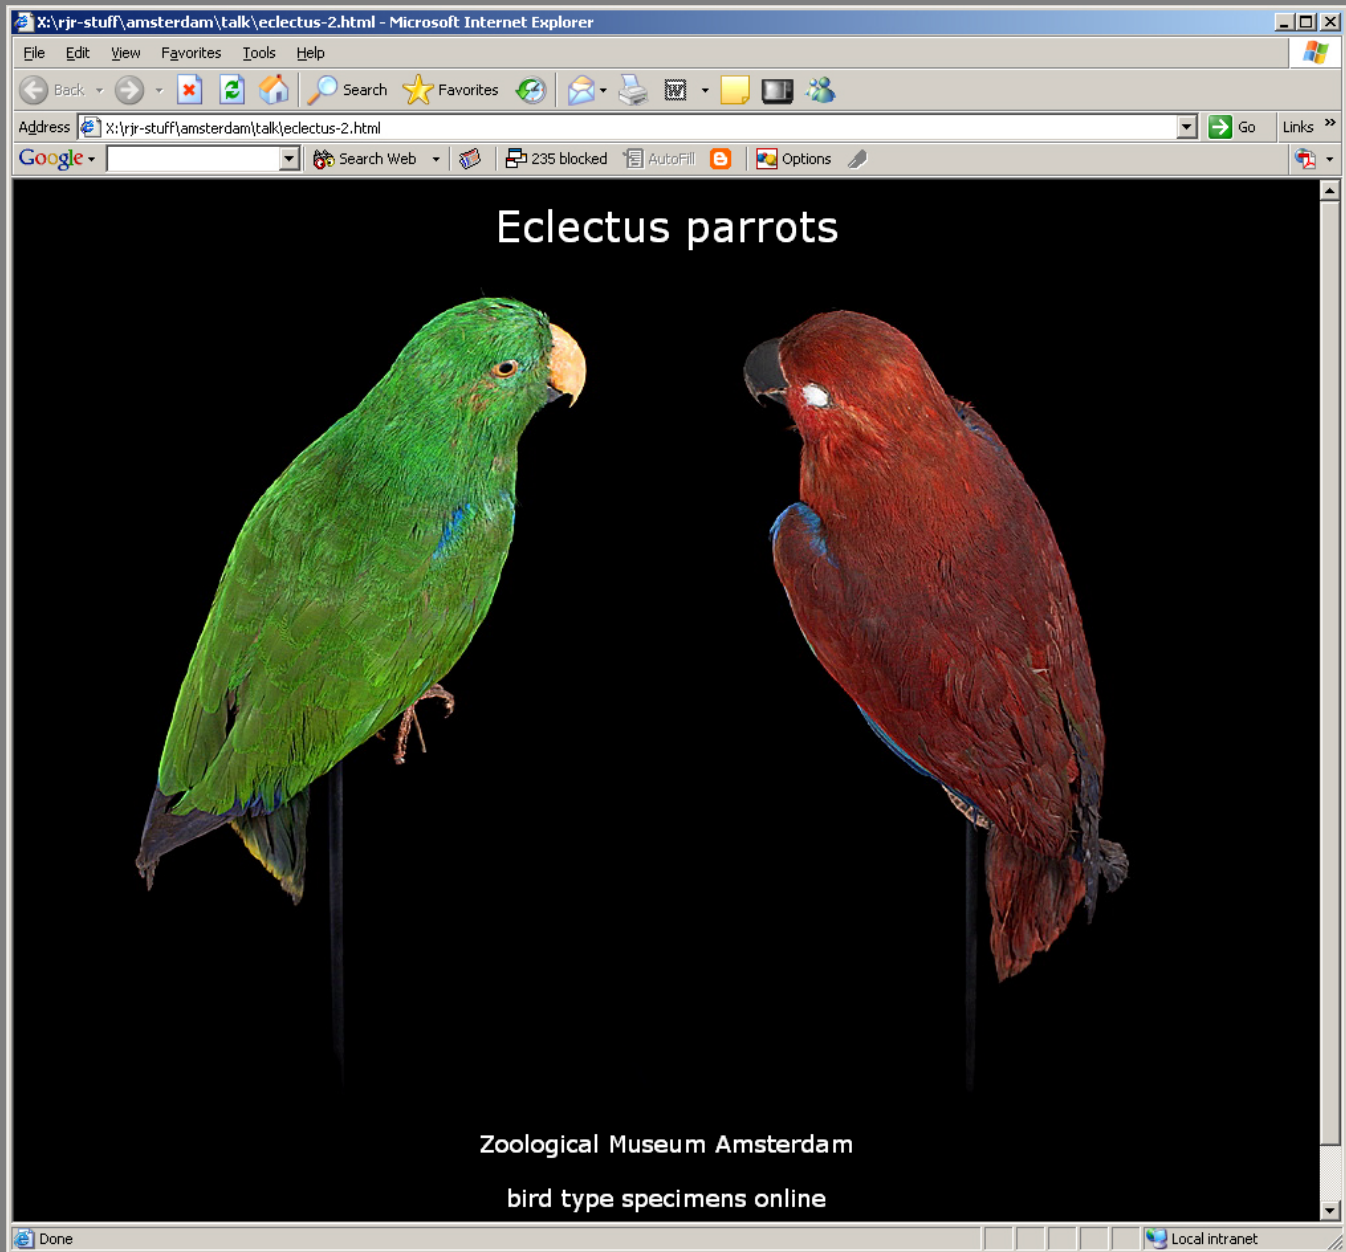 X:\rjr-stuff\amsterdam\talk\eclectus-2.html - Microsoft Internet Explorer
File Edit View Favorites Tools Help
Back Search Favorites
Address X:\rjr-stuff\amsterdam\talk\eclectus-2.html Go Links »
Google Search Web 235 blocked AutoFill Options
Eclectus parrots
Zoological Museum Amsterdam
bird type specimens online
Done Local intranet